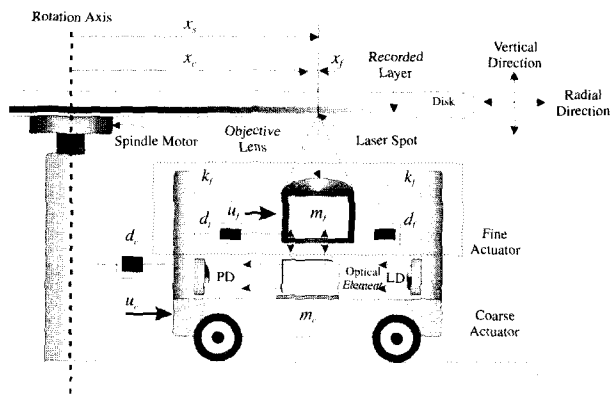 Rotation Axis
x_s
x_c
x_f
Recorded
Layer
Vertical
Direction
Disk
Radial
Direction
Spindle Motor
Objective
Lens
Laser Spot
k_f
k_f
u_f
m_f
d_f
d_f
d_c
Fine
Actuator
PD
Optical
Element
LD
u_c
m_c
Coarse
Actuator